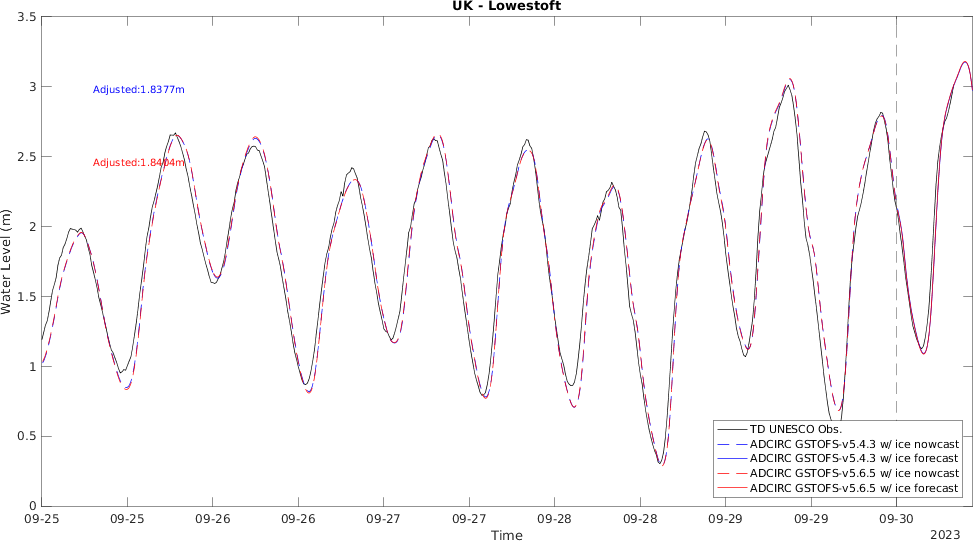 UK - Lowestoft
3.5
3
2.5
2
1.5
1
0.5
0
Water Level (m)
Adjusted:1.8377m
Adjusted:1.8404m
TD UNESCO Obs.
ADCIRC GSTOFS-v5.4.3 w/ ice nowcast
ADCIRC GSTOFS-v5.4.3 w/ ice forecast
ADCIRC GSTOFS-v5.6.5 w/ ice nowcast
ADCIRC GSTOFS-v5.6.5 w/ ice forecast
09-25 09-25 09-26 09-26 09-27 09-27 09-28 09-28 09-29 09-29 09-30
Time
2023